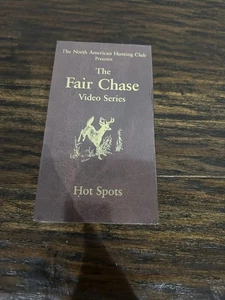 The North American Hunting Club
Presents
The
Fair Chase
Video Series
Hot Spots